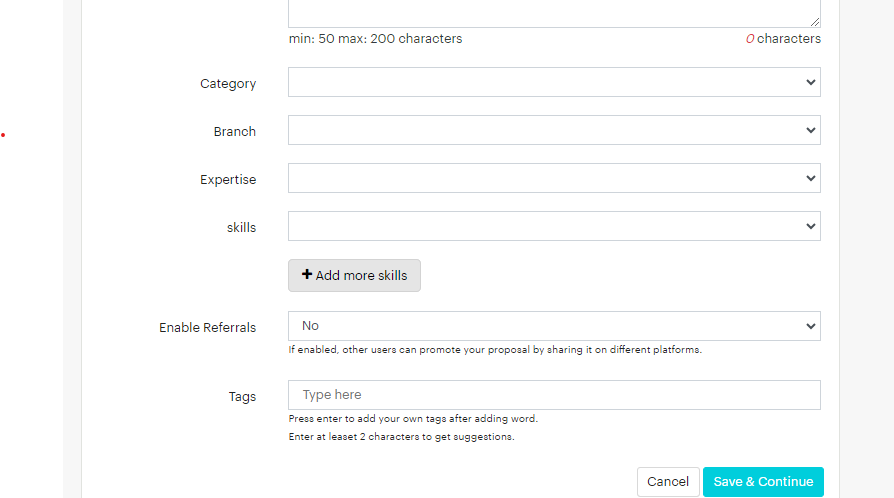 min: 50 max: 200 characters
0 characters
Category
Branch
Expertise
skills
+ Add more skills
Enable Referrals
No
If enabled, other users can promote your proposal by sharing it on different platforms.
Tags
Type here
Press enter to add your own tags after adding word.
Enter at leaset 2 characters to get suggestions.
Cancel
Save & Continue